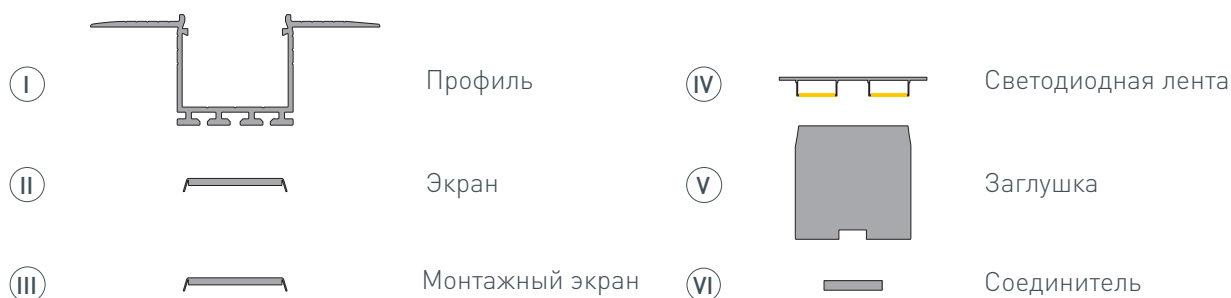 I Профиль
II Экран
III Монтажный экран
IV Светодиодная лента
V Заглушка
VI Соединитель